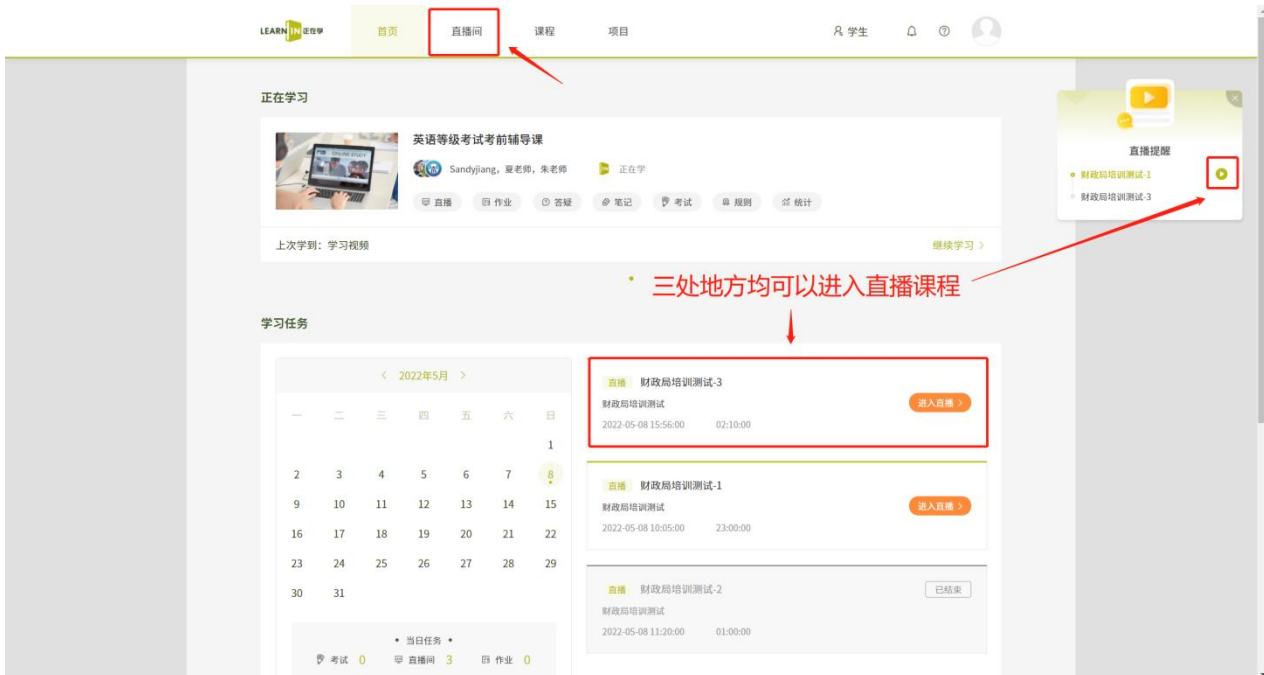 LEARN IN 正在学 首页 直播间 课程 项目 学生
正在学习
英语等级考试考前辅导课
Sandyjiang，夏老师，朱老师 正在学
直播 作业 答疑 笔记 考试 规则 统计
上次学到：学习视频 继续学习 >
直播提醒
财政局培训测试-1
财政局培训测试-3
三处地方均可以进入直播课程
学习任务
< 2022年5月 >
一 二 三 四 五 六 日
1
2 3 4 5 6 7 8
9 10 11 12 13 14 15
16 17 18 19 20 21 22
23 24 25 26 27 28 29
30 31
• 当日任务 •
考试 0 直播间 3 作业 0
直播 财政局培训测试-3
财政局培训测试 进入直播 >
2022-05-08 15:56:00 02:10:00
直播 财政局培训测试-1
财政局培训测试 进入直播 >
2022-05-08 10:05:00 23:00:00
直播 财政局培训测试-2 已结束
财政局培训测试
2022-05-08 11:20:00 01:00:00